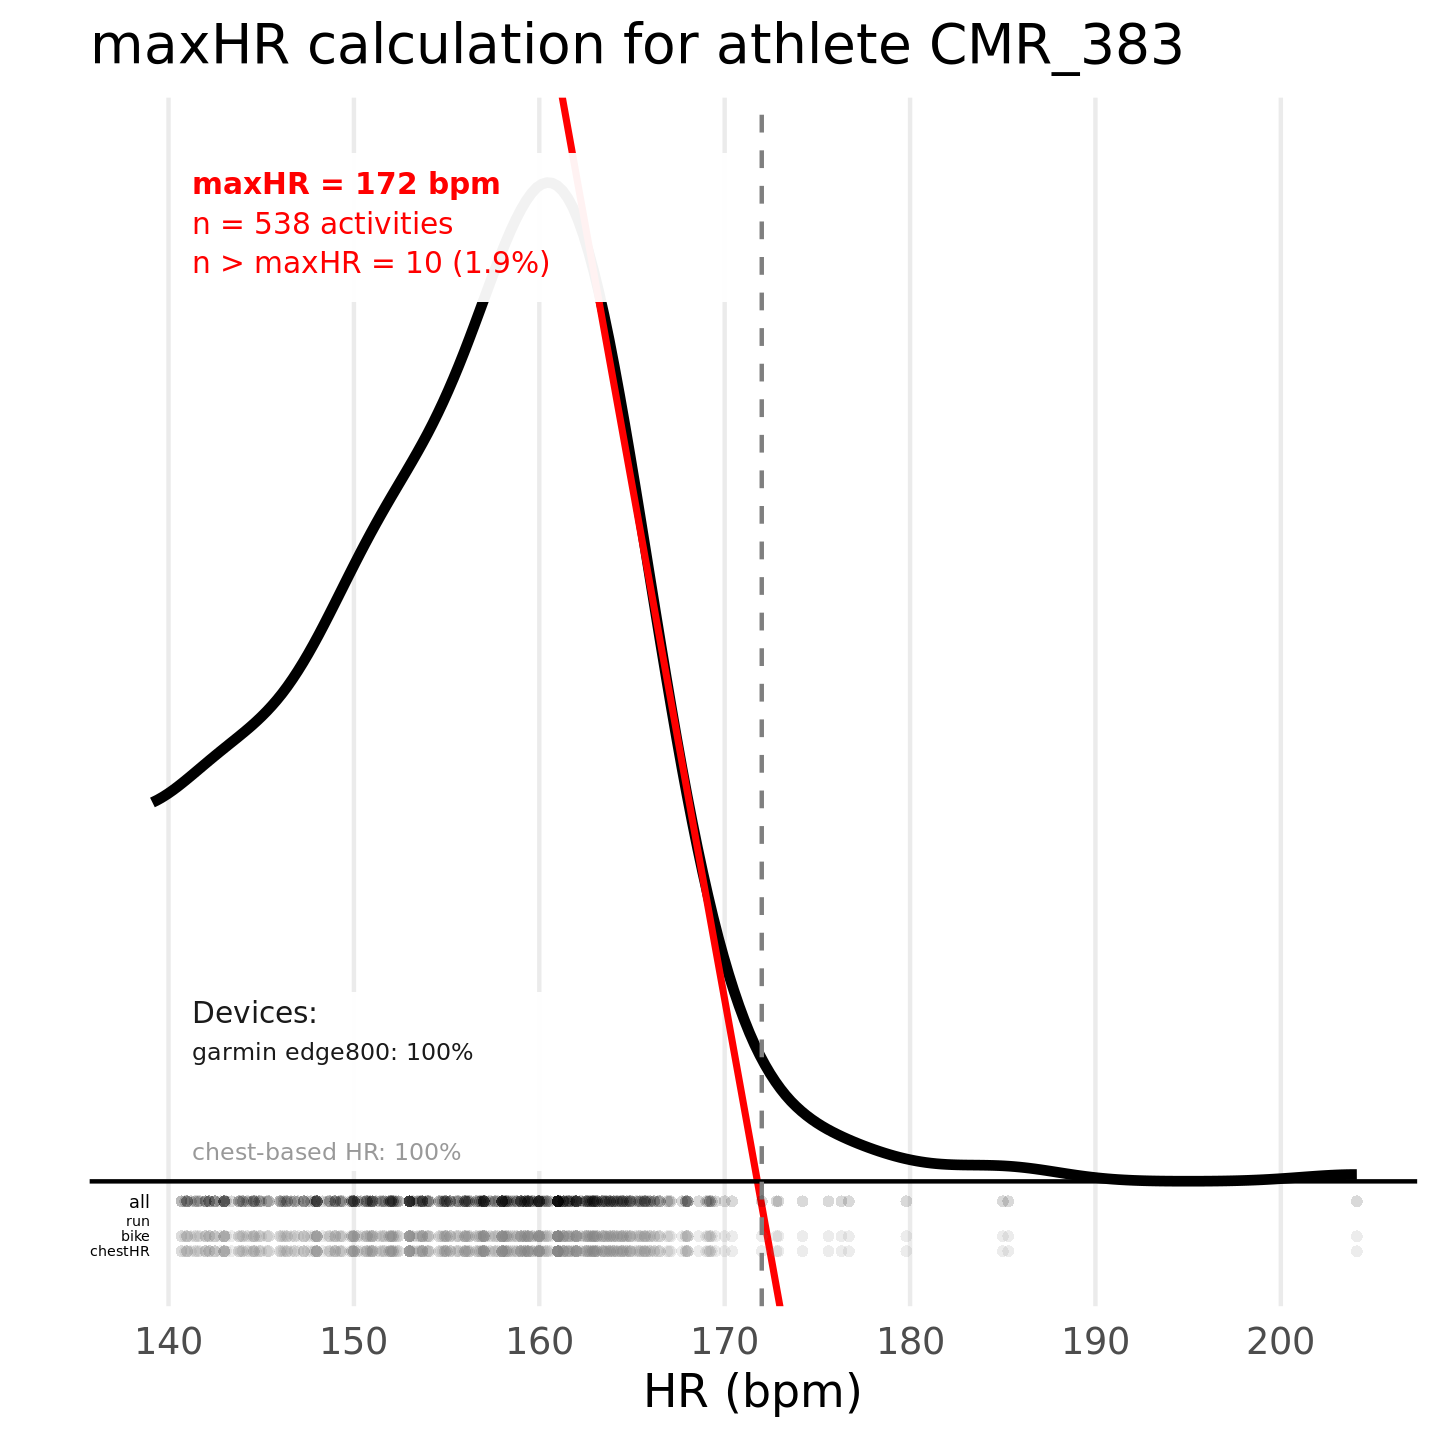 maxHR calculation for athlete CMR_383
maxHR = 172 bpm
n = 538 activities
n > maxHR = 10 (1.9%)
Devices:
garmin edge800: 100%
chest-based HR: 100%
all
run
bike
chestHR
140 150 160 170 180 190 200
HR (bpm)